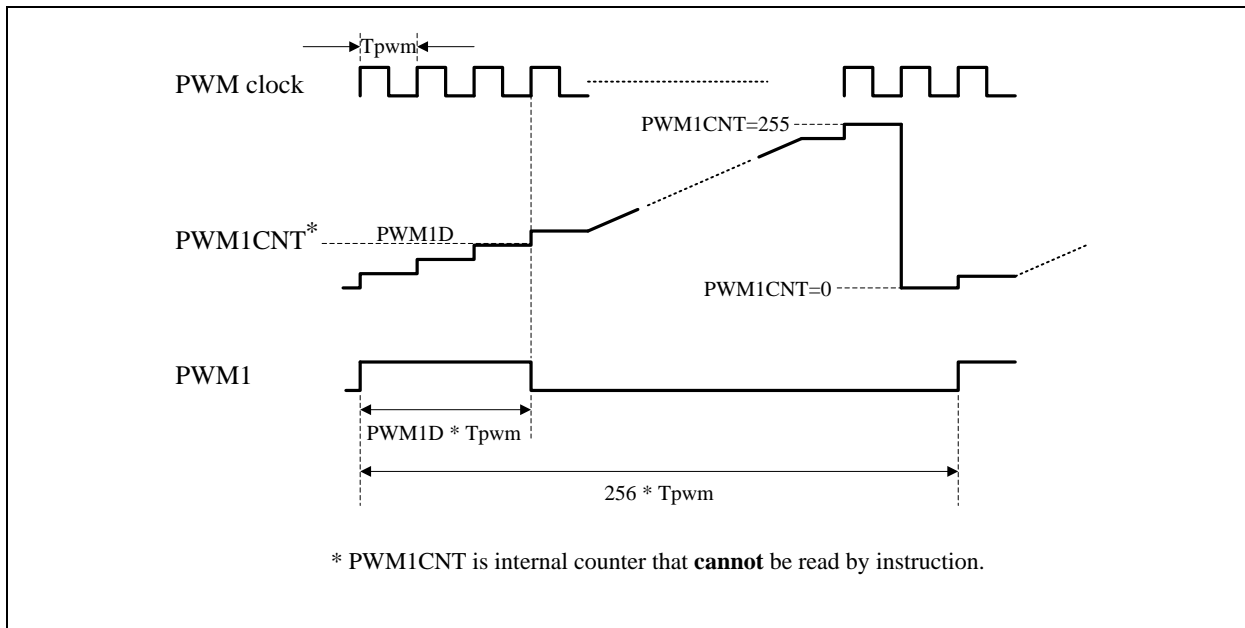 Tpwm
PWM clock
PWM1CNT=255
PWM1CNT*
PWM1D
PWM1CNT=0
PWM1
PWM1D * Tpwm
256 * Tpwm
* PWM1CNT is internal counter that cannot be read by instruction.